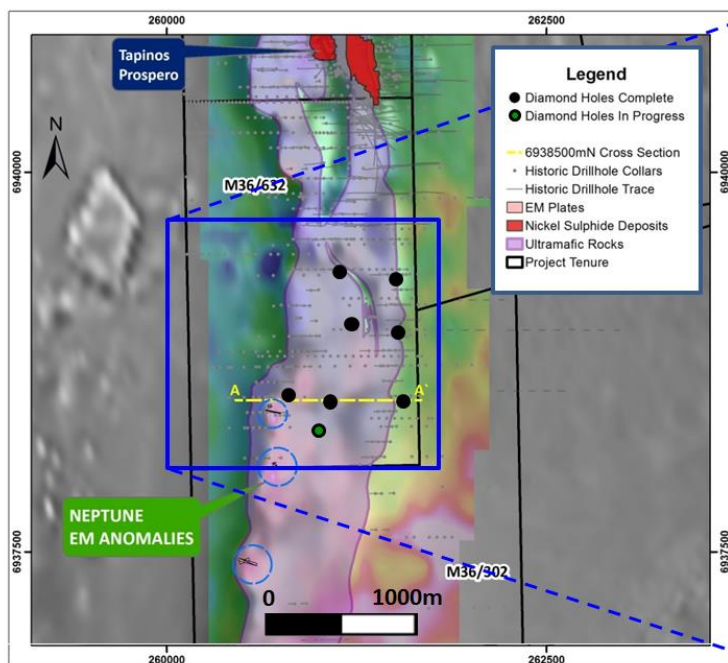 260000
262500
Tapinos
Prospero
Legend
Diamond Holes Complete
Diamond Holes In Progress
6938500mN Cross Section
Historic Drillhole Collars
Historic Drillhole Trace
EM Plates
Nickel Sulphide Deposits
Ultramafic Rocks
Project Tenure
N
6940000
6940000
M36/632
A
A`
NEPTUNE
EM ANOMALIES
6937500
6937500
M36/302
0
1000m
260000
262500